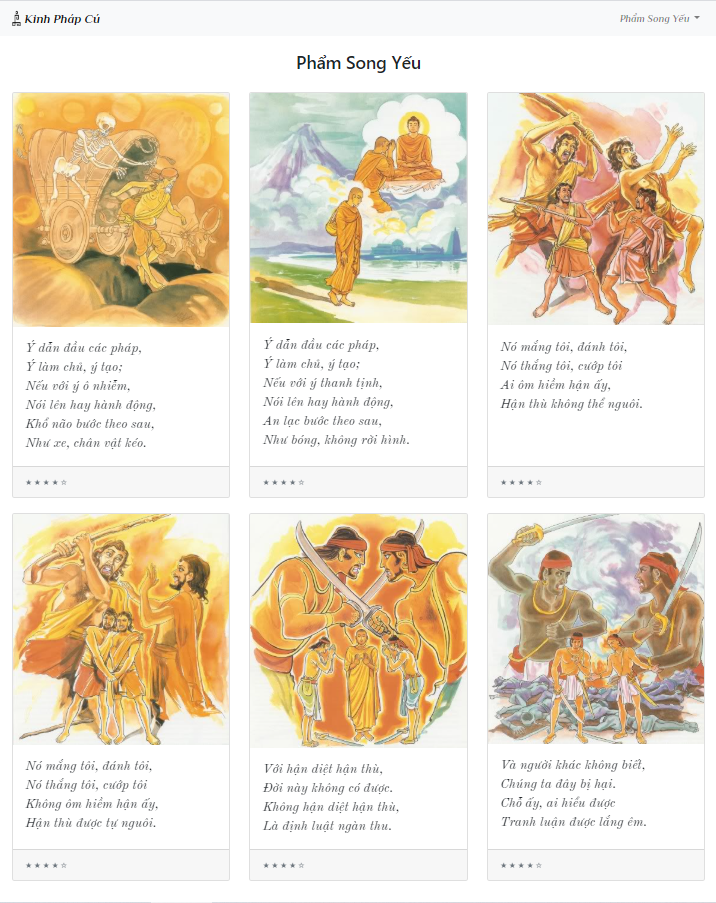 Kinh Pháp Cú
Phẩm Song Yếu
Phẩm Song Yếu
Ý dẫn đầu các pháp,
Ý làm chủ, ý tạo;
Nếu với ý ô nhiễm,
Nói lên hay hành động,
Khổ não bước theo sau,
Như xe, chân vật kéo.
★ ★ ★ ★ ☆
Ý dẫn đầu các pháp,
Ý làm chủ, ý tạo;
Nếu với ý thanh tịnh,
Nói lên hay hành động,
An lạc bước theo sau,
Như bóng, không rời hình.
★ ★ ★ ★ ☆
Nó mắng tôi, đánh tôi,
Nó thắng tôi, cướp tôi
Ai ôm hiềm hận ấy,
Hận thù không thể nguôi.
★ ★ ★ ★ ☆
Nó mắng tôi, đánh tôi,
Nó thắng tôi, cướp tôi
Không ôm hiềm hận ấy,
Hận thù được tự nguôi.
★ ★ ★ ★ ☆
Với hận diệt hận thù,
Đời này không có được.
Không hận diệt hận thù,
Là định luật ngàn thu.
★ ★ ★ ★ ☆
Và người khác không biết,
Chúng ta đây bị hại.
Chỗ ấy, ai hiểu được
Tranh luận được lắng êm.
★ ★ ★ ★ ☆